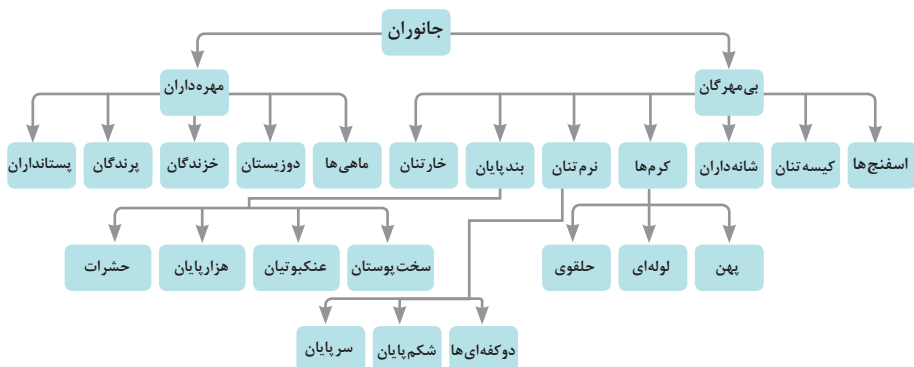 جانوران
بی‌مهرگان
مهره‌داران
اسفنج‌ها
کیسه‌تنان
شانه‌داران
کرم‌ها
نرم‌تنان
بندپایان
خارتنان
ماهی‌ها
دوزیستان
خزندگان
پرندگان
پستانداران
پهن
لوله‌ای
حلقوی
سخت‌پوستان
عنکبوتیان
هزارپایان
حشرات
دوکفه‌ای‌ها
شکم‌پایان
سرپایان